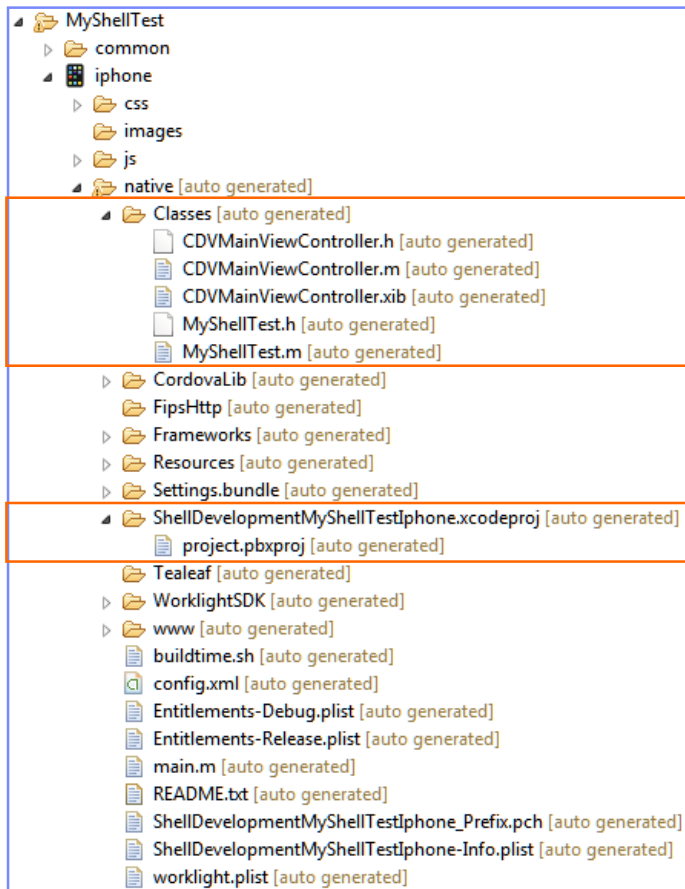 MyShellTest
common
iphone
css
images
js
native [auto generated]
Classes [auto generated]
CDVMainViewController.h [auto generated]
CDVMainViewController.m [auto generated]
CDVMainViewController.xib [auto generated]
MyShellTest.h [auto generated]
MyShellTest.m [auto generated]
CordovaLib [auto generated]
FipsHttp [auto generated]
Frameworks [auto generated]
Resources [auto generated]
Settings.bundle [auto generated]
ShellDevelopmentMyShellTestIphone.xcodeproj [auto generated]
project.pbxproj [auto generated]
Tealeaf [auto generated]
WorklightSDK [auto generated]
www [auto generated]
buildtime.sh [auto generated]
config.xml [auto generated]
Entitlements-Debug.plist [auto generated]
Entitlements-Release.plist [auto generated]
main.m [auto generated]
README.txt [auto generated]
ShellDevelopmentMyShellTestIphone_Prefix.pch [auto generated]
ShellDevelopmentMyShellTestIphone-Info.plist [auto generated]
worklight.plist [auto generated]